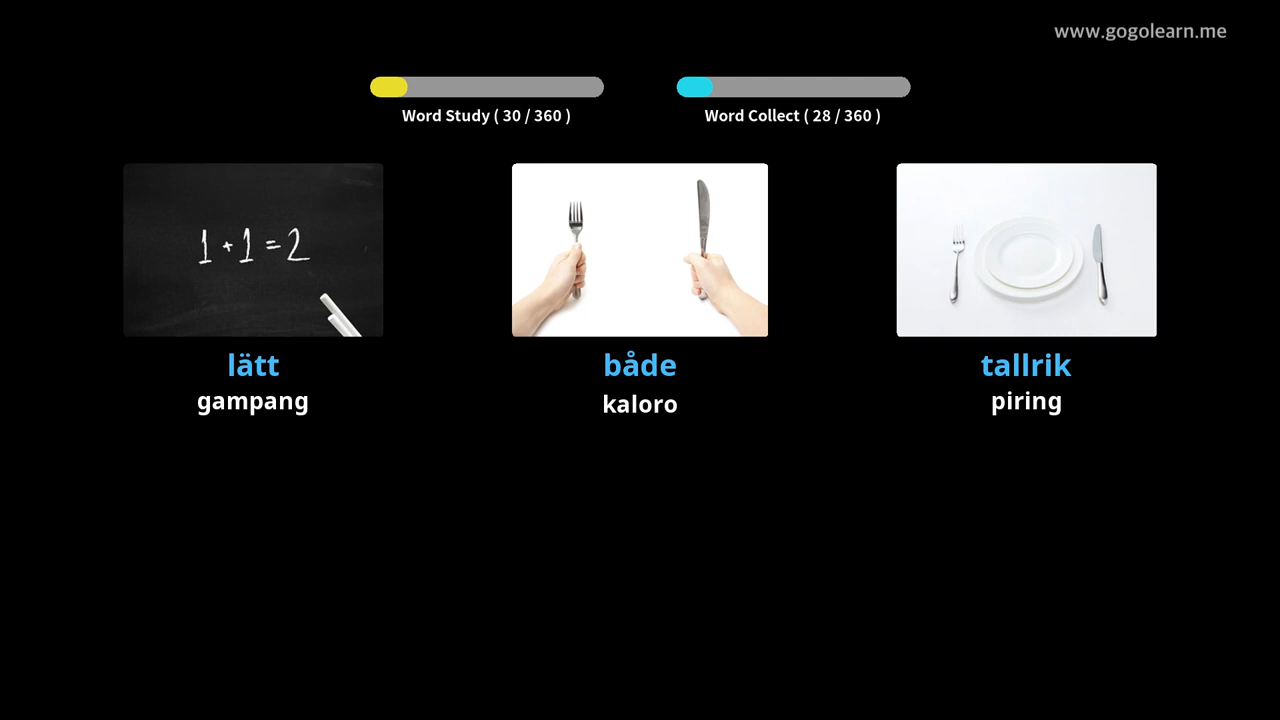 www.gogolearn.me
Word Study ( 30 / 360 )
Word Collect ( 28 / 360 )
1 + 1 = 2
lätt
gampang
både
kaloro
tallrik
piring